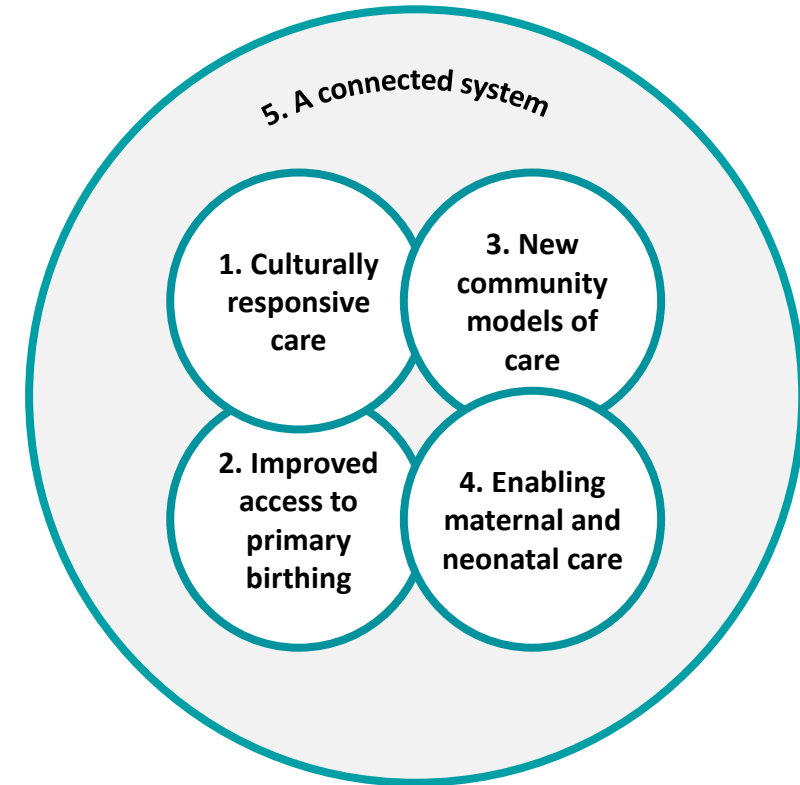 5. A connected system
1. Culturally
responsive
care
3. New
community
models of
care
2. Improved
access to
primary
birthing
4. Enabling
maternal and
neonatal care